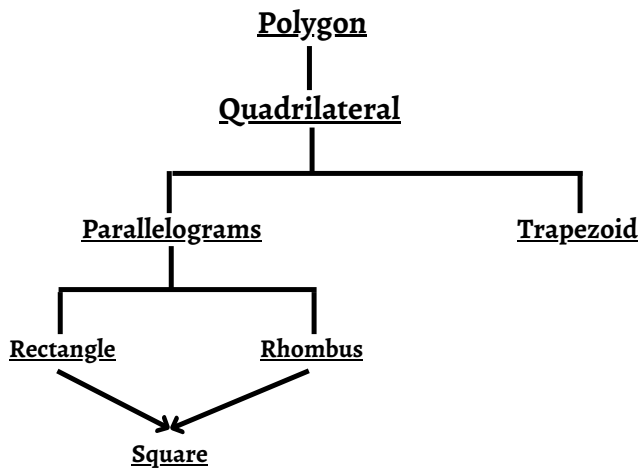 Polygon
Quadrilateral
Parallelograms
Trapezoid
Rectangle
Rhombus
Square